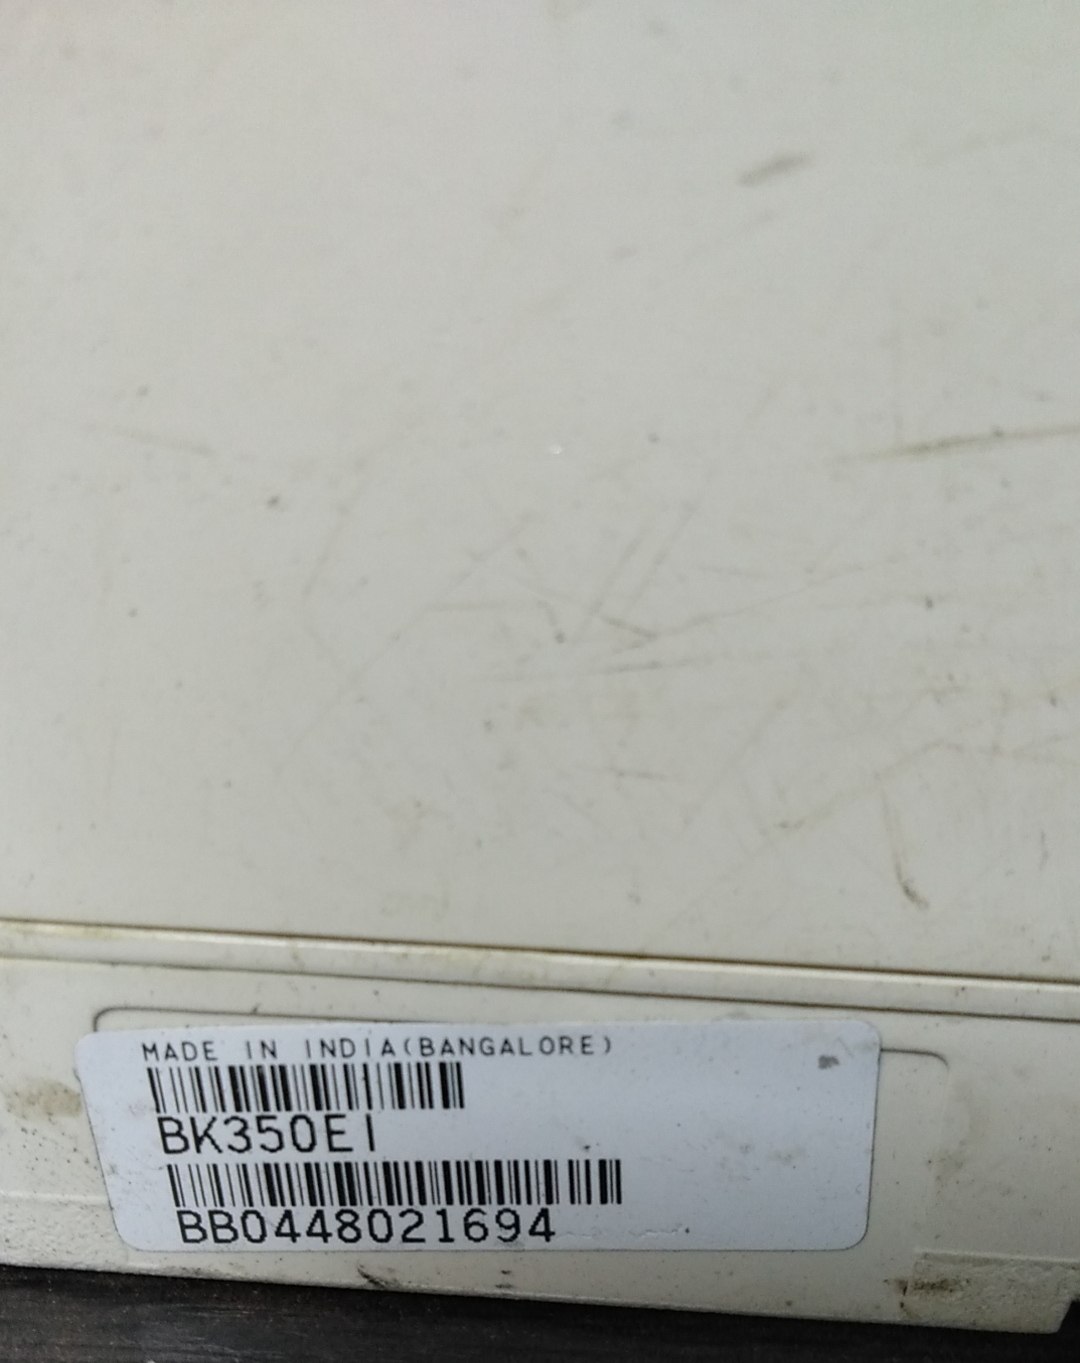 MADE IN INDIA(BANGALORE)
BK350EI
BB0448021694